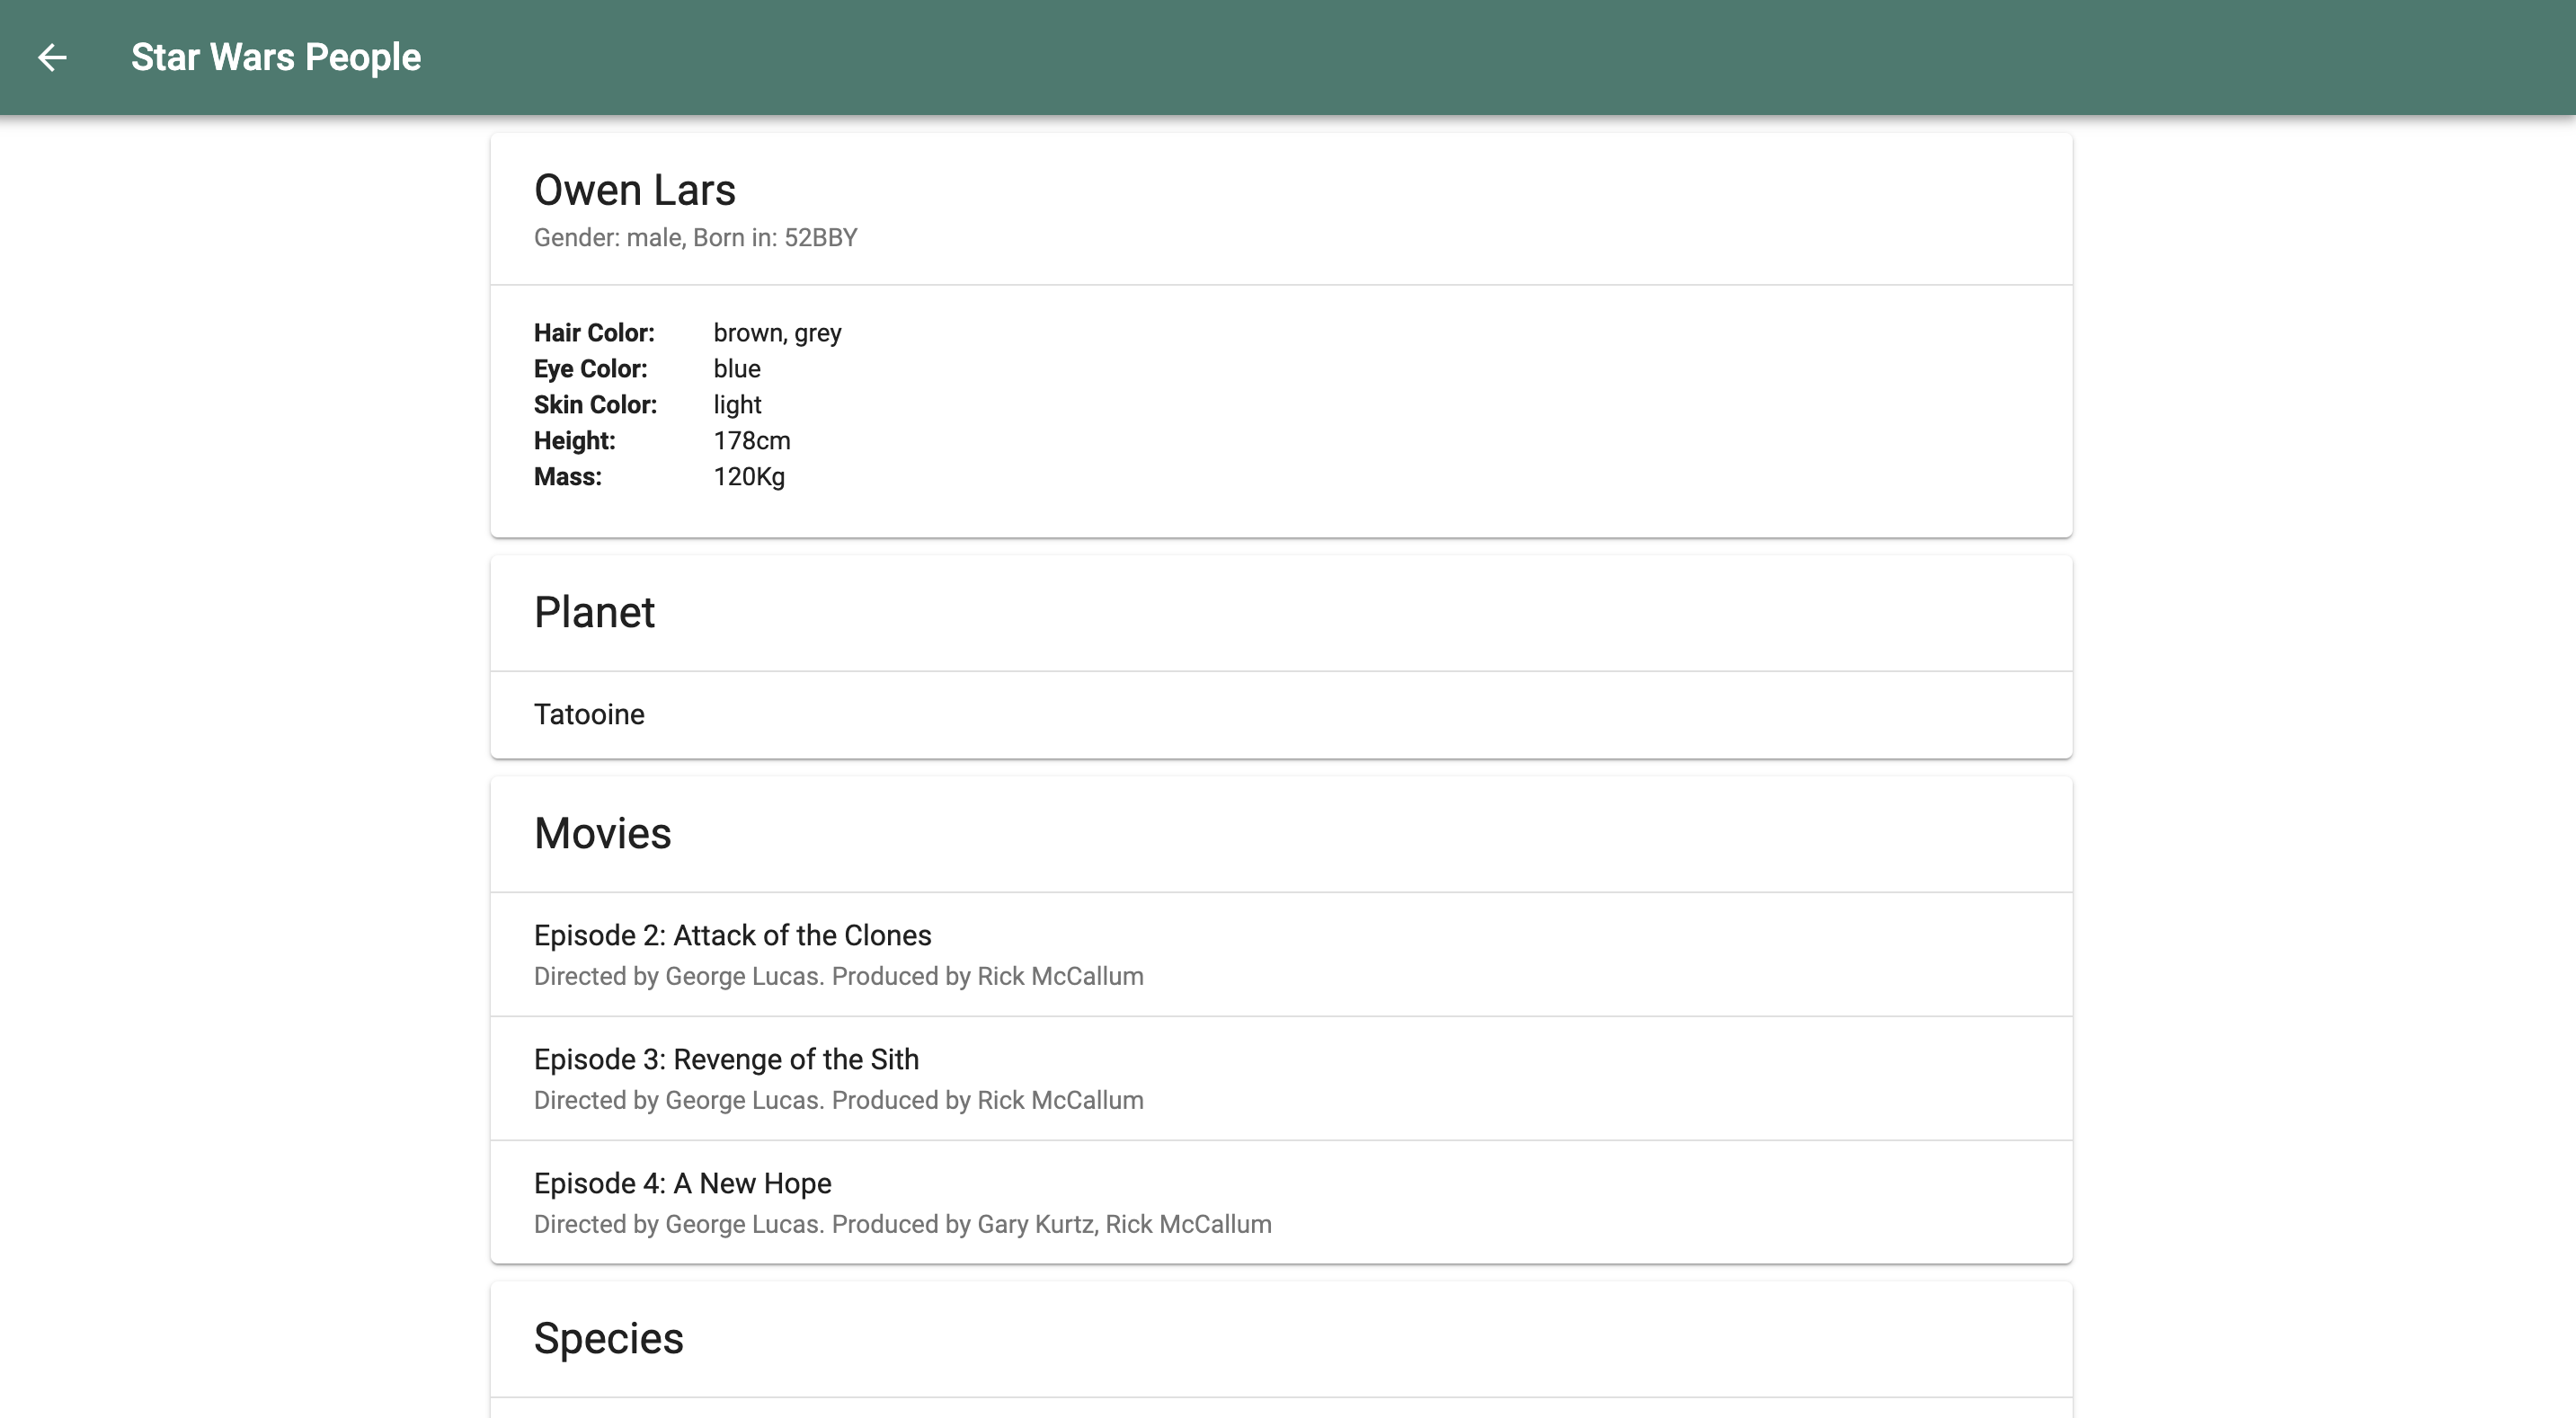 Star Wars People
Owen Lars
Gender: male, Born in: 52BBY
Hair Color: brown, grey
Eye Color: blue
Skin Color: light
Height: 178cm
Mass: 120Kg
Planet
Tatooine
Movies
Episode 2: Attack of the Clones
Directed by George Lucas. Produced by Rick McCallum
Episode 3: Revenge of the Sith
Directed by George Lucas. Produced by Rick McCallum
Episode 4: A New Hope
Directed by George Lucas. Produced by Gary Kurtz, Rick McCallum
Species